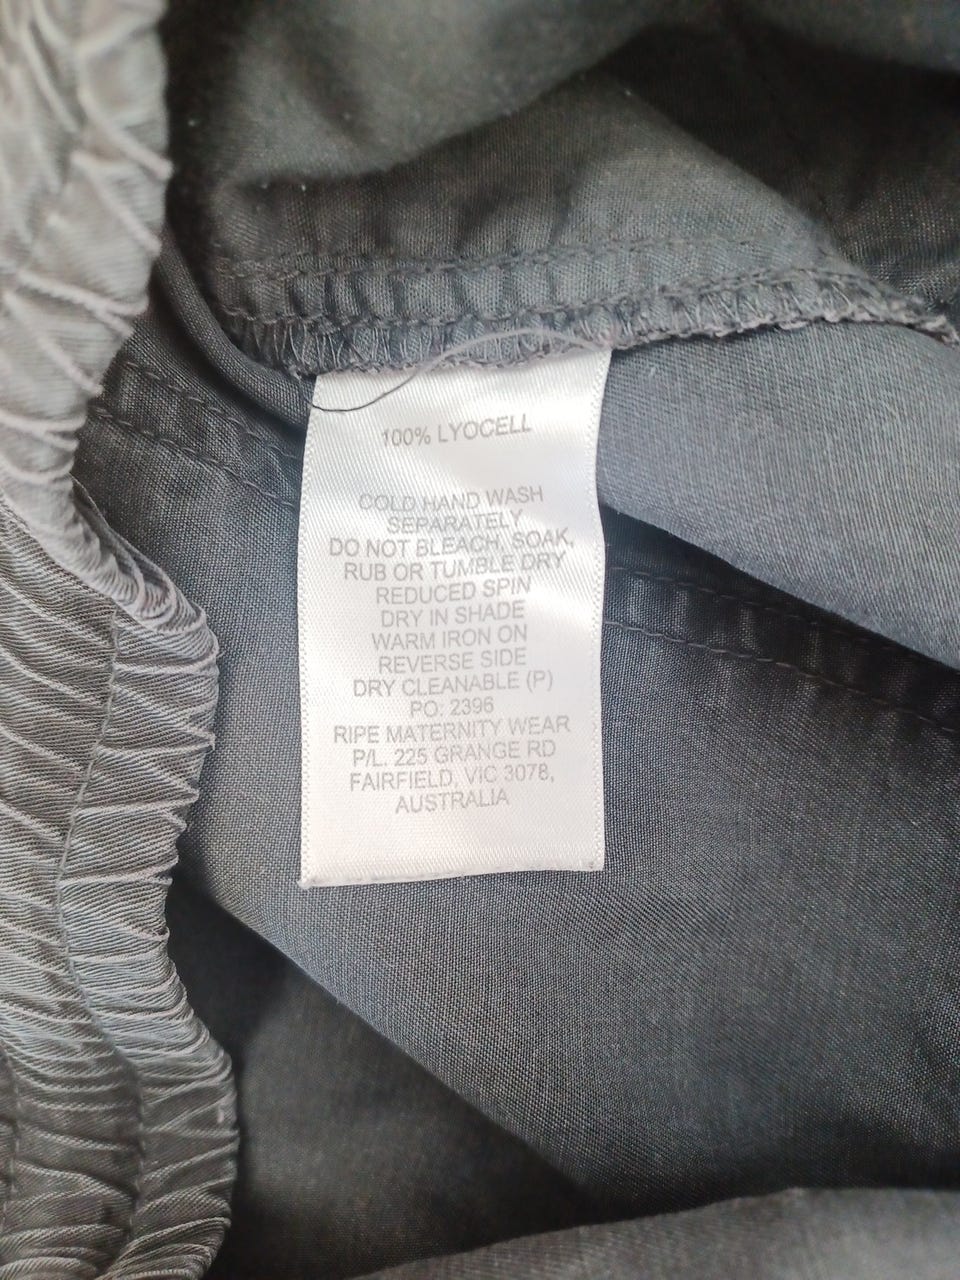 100% LYOCELL
COLD HAND WASH
SEPARATELY
DO NOT BLEACH, SOAK,
RUB OR TUMBLE DRY
REDUCED SPIN
DRY IN SHADE
WARM IRON ON
REVERSE SIDE
DRY CLEANABLE (P)
PO: 2396
RIPE MATERNITY WEAR
P/L. 225 GRANGE RD
FAIRFIELD, VIC 3078,
AUSTRALIA